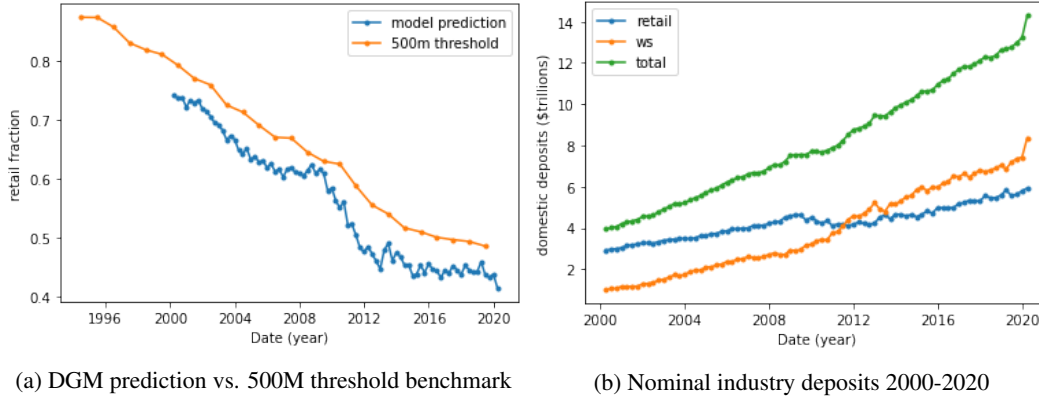 model prediction
500m threshold
retail fraction
0.8
0.7
0.6
0.5
0.4
1996 2000 2004 2008 2012 2016 2020
Date (year)
(a) DGM prediction vs. 500M threshold benchmark
retail
ws
total
domestic deposits ($trillions)
14
12
10
8
6
4
2
2000 2004 2008 2012 2016 2020
Date (year)
(b) Nominal industry deposits 2000-2020